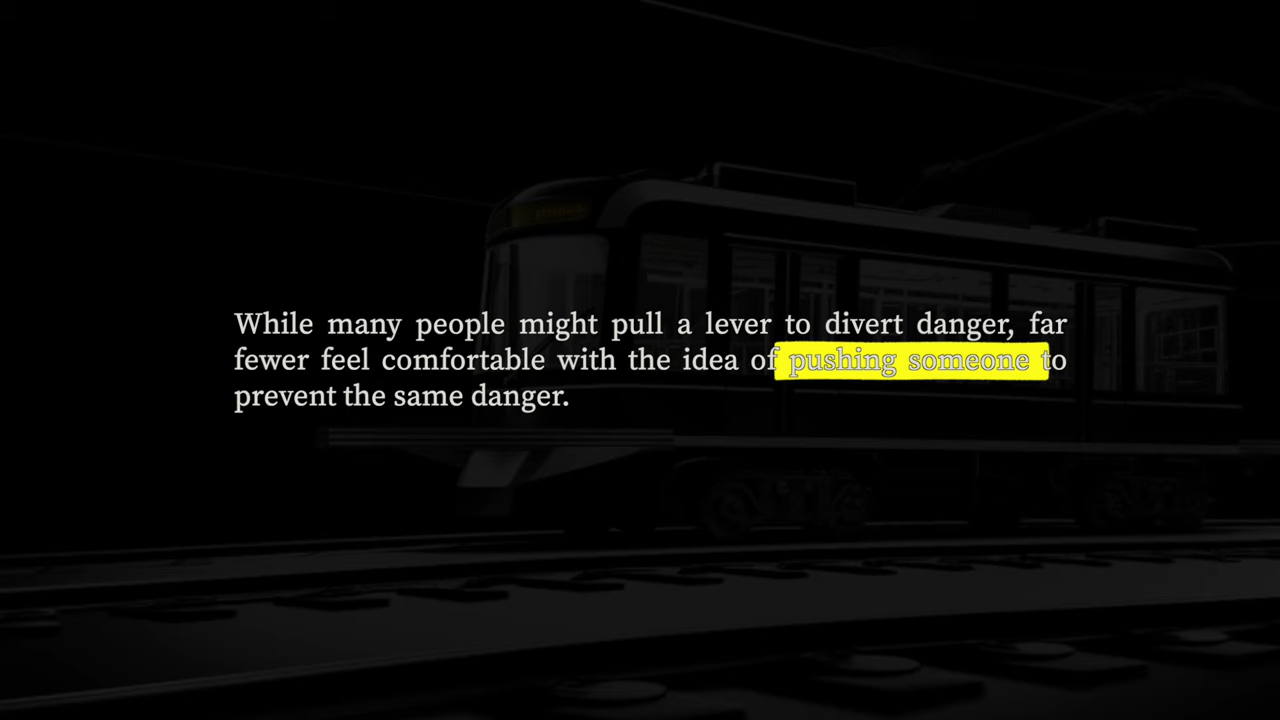 While many people might pull a lever to divert danger, far
fewer feel comfortable with the idea of pushing someone to
prevent the same danger.